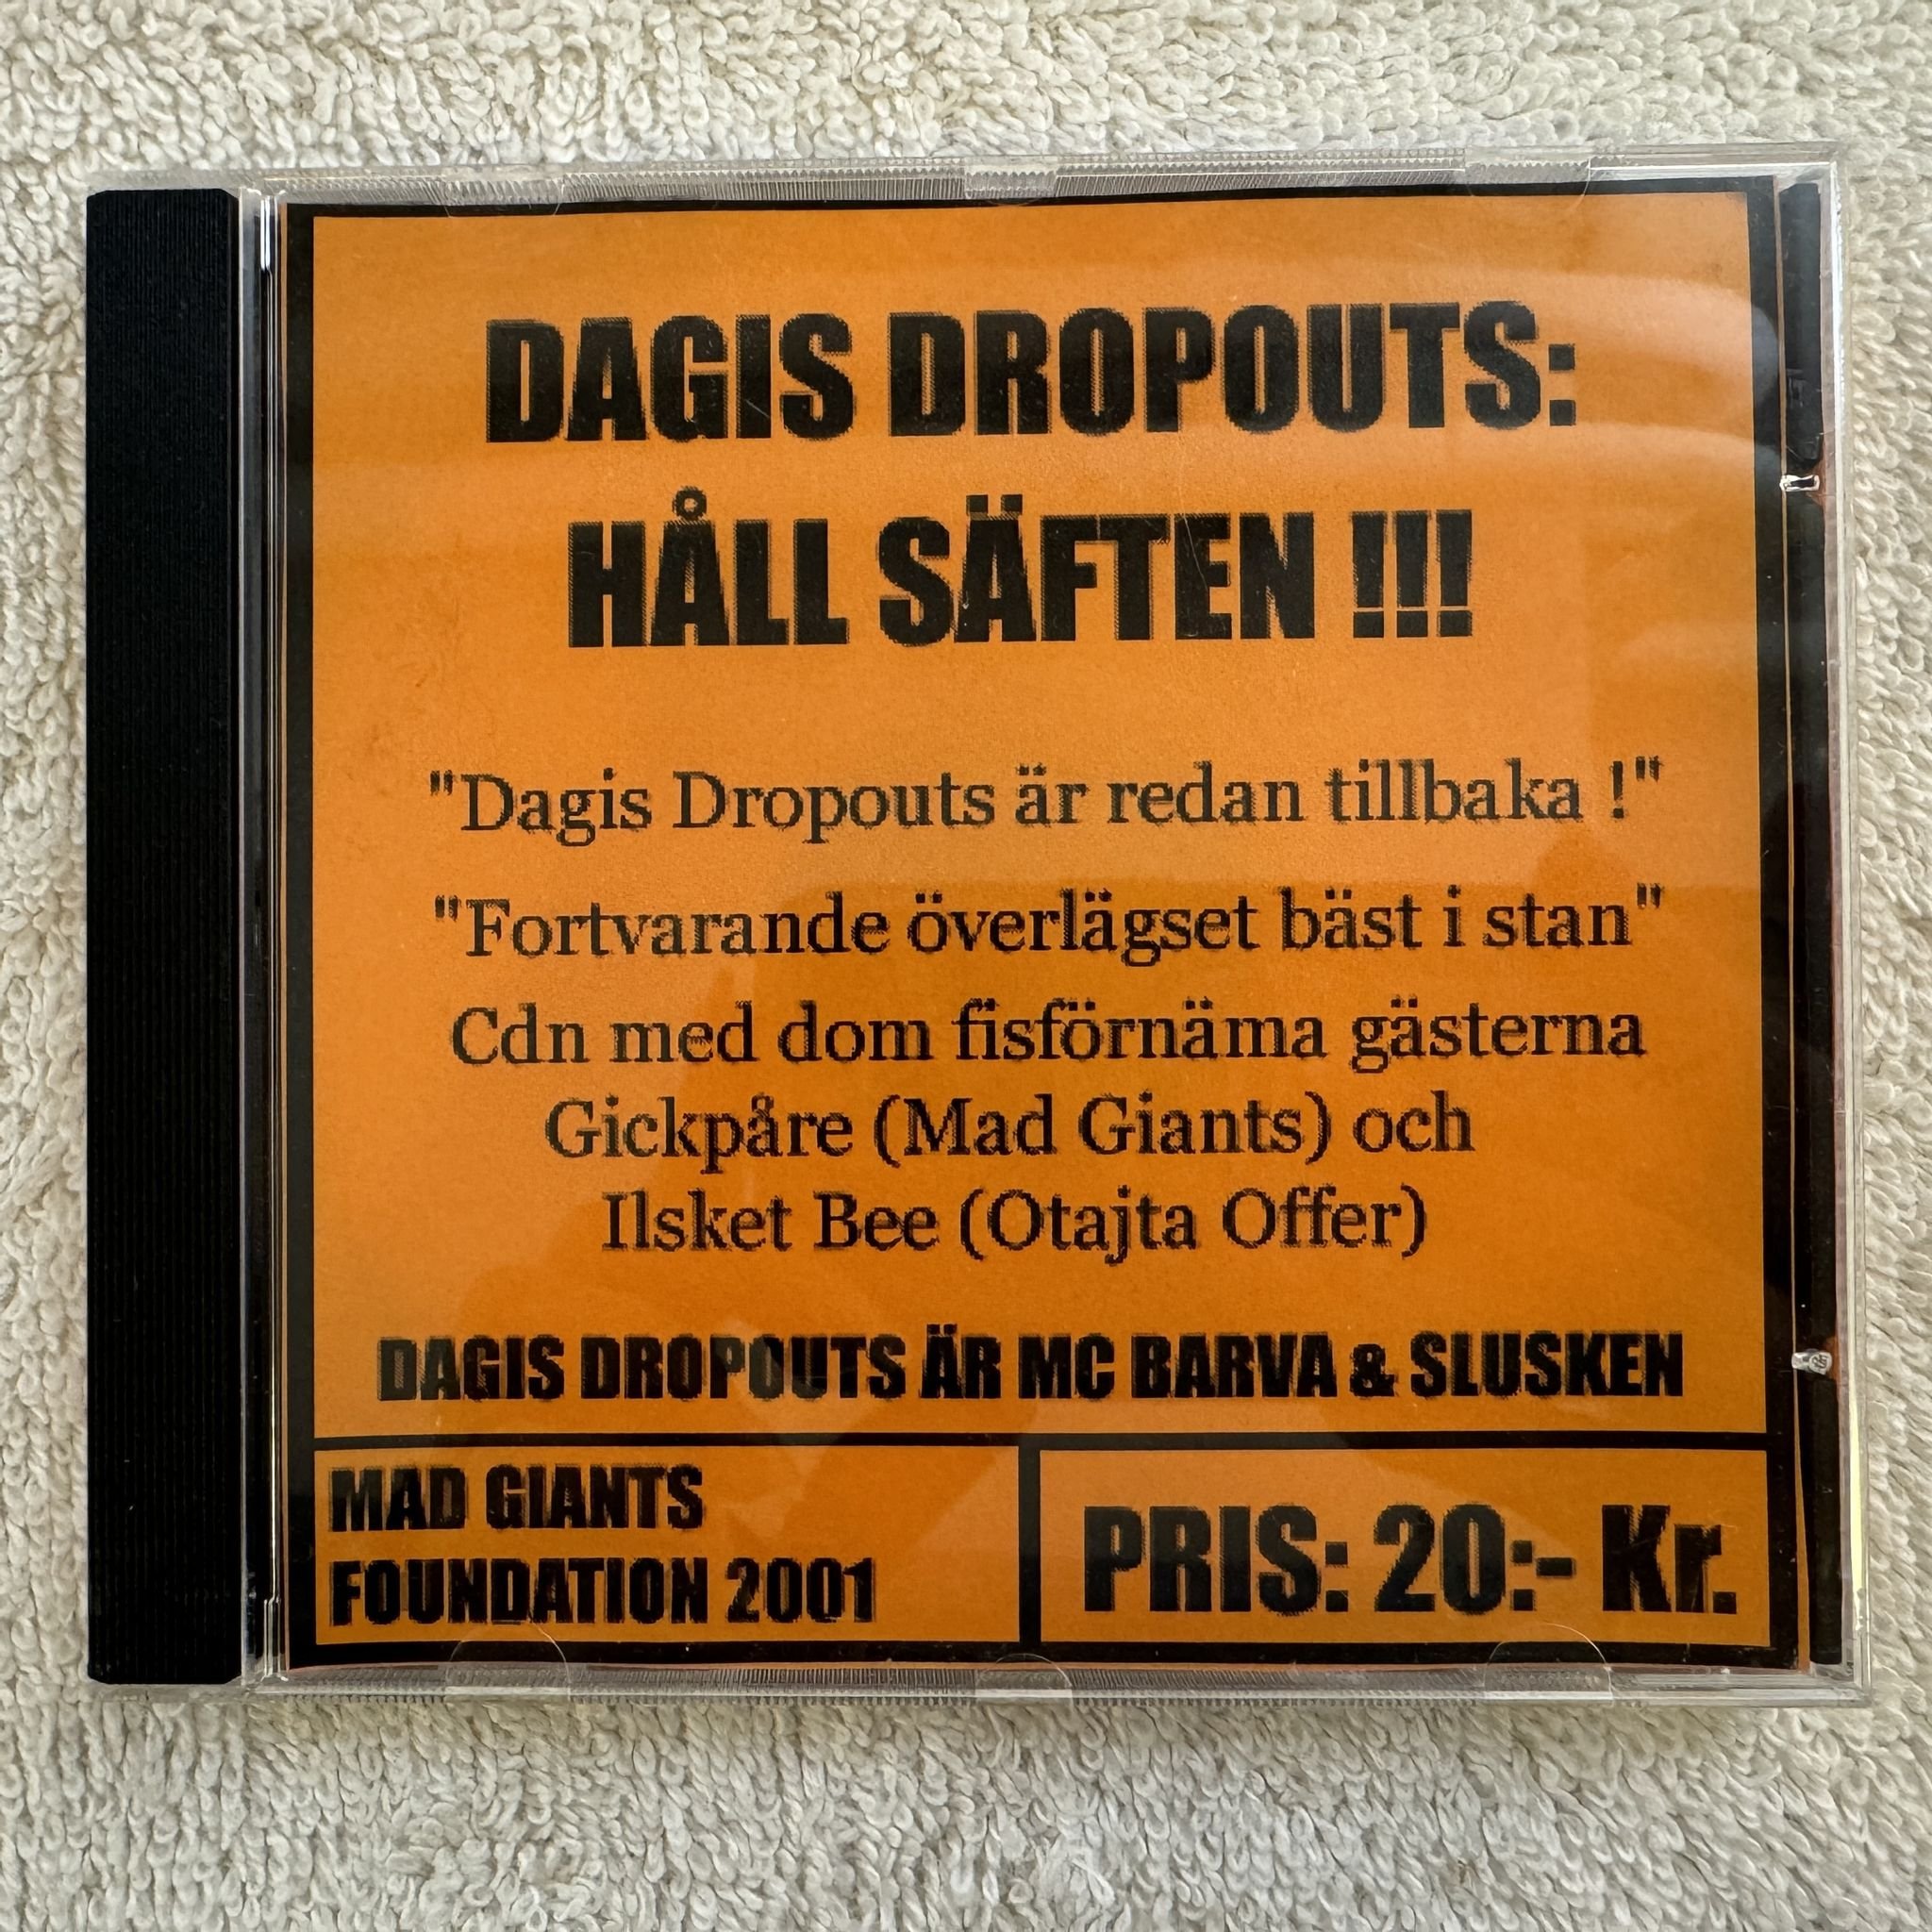 DAGIS DROPOUTS:
HÅLL SÄFTEN !!!
"Dagis Dropouts är redan tillbaka !"
"Fortvarande överlägset bäst i stan"
Cdn med dom fisförnäma gästerna
Gickpåre (Mad Giants) och
Ilsket Bee (Otajta Offer)
DAGIS DROPOUTS ÄR MC BARVA & SLUSKEN
MAD GIANTS
FOUNDATION 2001
PRIS: 20:- Kr.